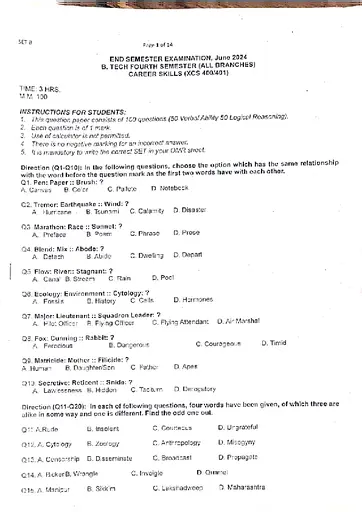 SET B
Page 1 of 14
END SEMESTER EXAMINATION, June 2024
B. TECH FOURTH SEMESTER (ALL BRANCHES)
CAREER SKILLS (XCS 400/401)
TIME: 3 HRS.
M.M. 100
INSTRUCTIONS FOR STUDENTS:
1. This question paper consists of 100 questions (50 Verbal Ability 50 Logical Reasoning).
2. Each question is of 1 mark.
3. Use of calculator is not permitted.
4. There is no negative marking for an incorrect answer.
5. It is mandatory to write the correct SET in your OMR sheet.
Direction (Q1-Q10): In the following questions, choose the option which has the same relationship
with the word before the question mark as the first two words have with each other.
Q1. Pen: Paper :: Brush: ?
A. Canvas B. Color C. Pallete D. Notebook
Q2. Tremor: Earthquake :: Wind: ?
A. Hurricane B. Tsunami C. Calamity D. Disaster
Q3. Marathon: Race :: Sonnet: ?
A. Preface B. Poem C. Phrase D. Prose
Q4. Blend: Mix :: Abode: ?
A. Detach B. Abide C. Dwelling D. Depart
Q5. Flow: River:: Stagnant: ?
A. Canal B. Stream C. Rain D. Pool
Q6. Ecology: Environment :: Cytology: ?
A. Fossils B. History C. Cells D. Hormones
Q7. Major: Lieutenant :: Squadron Leader: ?
A. Pilot Officer B. Flying Officer C. Flying Attendant D. Air Marshal
Q8. Fox: Cunning :: Rabbit: ?
A. Ferocious B. Dangerous C. Courageous D. Timid
Q9. Matricide: Mother :: Filicide: ?
A. Human B. Daughter/Son C. Father D. Apes
Q10. Secretive: Reticent :: Snide: ?
A. Lawlessness B. Hidden C. Taciturn D. Derogatory
Direction (Q11-Q20): In each of following questions, four words have been given, of which three are
alike in some way and one is different. Find the odd one out.
Q11. A.Rude B. Insolent C. Courteous D. Ungrateful
Q12. A. Cytology B. Zoology C. Anthropology D. Misogyny
Q13. A. Censorship B. Disseminate C. Broadcast D. Propagate
Q14. A. Bicker B. Wrangle C. Inveigle D. Quarrel
Q15. A. Manipur B. Sikkim C. Lakshadweep D. Maharashtra